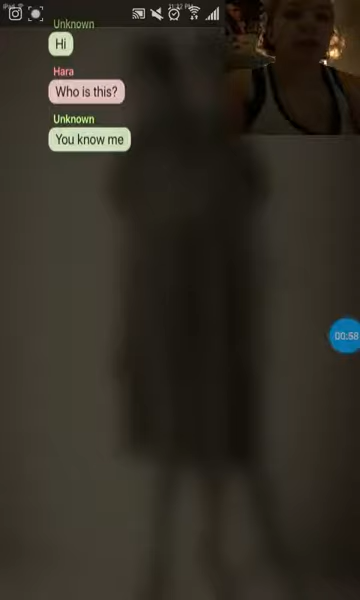 Unknown
Hi
Hara
Who is this?
Unknown
You know me
00:58